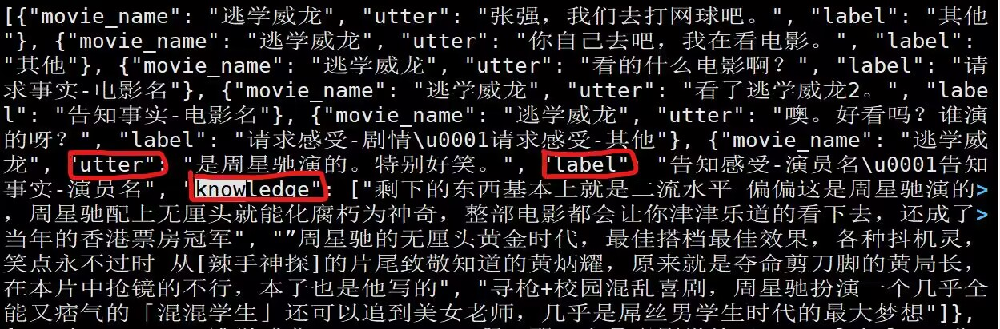 [{"movie_name": "逃学威龙", "utter": "张强，我们去打网球吧。", "label": "其他
"}, {"movie_name": "逃学威龙", "utter": "你自己去吧，我在看电影。", "label":
"其他"}, {"movie_name": "逃学威龙", "utter": "看的什么电影啊？", "label": "请
求事实-电影名"}, {"movie_name": "逃学威龙", "utter": "看了逃学威龙2。", "labe
l": "告知事实-电影名"}, {"movie_name": "逃学威龙", "utter": "噢。好看吗？谁演
的呀？", "label": "请求感受-剧情\u0001请求感受-其他"}, {"movie_name": "逃学威
龙", "utter": "是周星驰演的。特别好笑。", "label": "告知感受-演员名\u0001告知
事实-演员名", "knowledge": ["剩下的东西基本上就是二流水平 偏偏这是周星驰演的>
，周星驰配上无厘头就能化腐朽为神奇，整部电影都会让你津津乐道的看下去，还成了>
当年的香港票房冠军", "”周星驰的无厘头黄金时代，最佳搭档最佳效果，各种抖机灵，
笑点永不过时 从[辣手神探]的片尾致敬知道的黄炳耀，原来就是夺命剪刀脚的黄局长，
在本片中抢镜的不行，本子也是他写的", "寻枪+校园混乱喜剧，周星驰扮演一个几乎全
能又痞气的「混混学生」还可以追到美女老师，几乎是屌丝男学生时代的最大梦想"]},